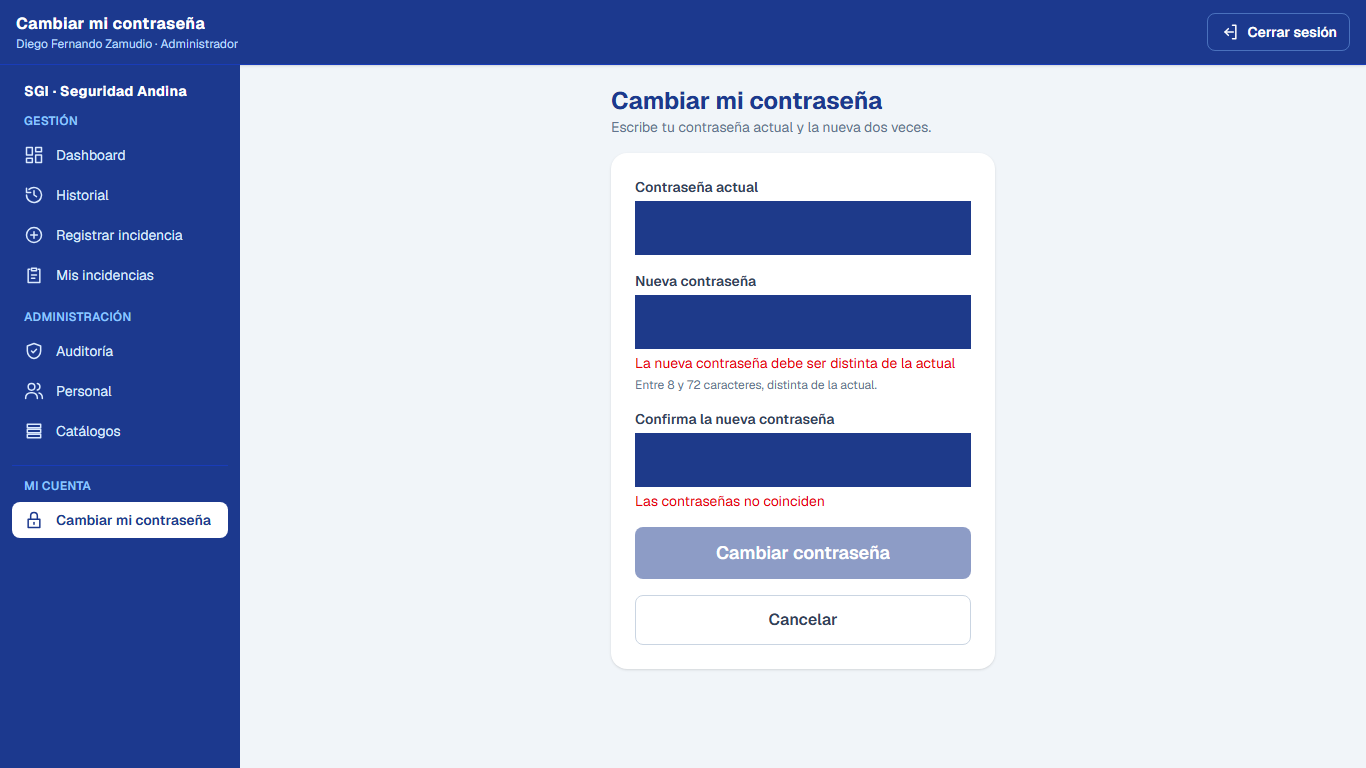 Cambiar mi contraseña
Diego Fernando Zamudio · Administrador
Cerrar sesión
SGI · Seguridad Andina
GESTIÓN
Dashboard
Historial
Registrar incidencia
Mis incidencias
ADMINISTRACIÓN
Auditoría
Personal
Catálogos
MI CUENTA
Cambiar mi contraseña
Cambiar mi contraseña
Escribe tu contraseña actual y la nueva dos veces.
Contraseña actual
Nueva contraseña
La nueva contraseña debe ser distinta de la actual
Entre 8 y 72 caracteres, distinta de la actual.
Confirma la nueva contraseña
Las contraseñas no coinciden
Cambiar contraseña
Cancelar